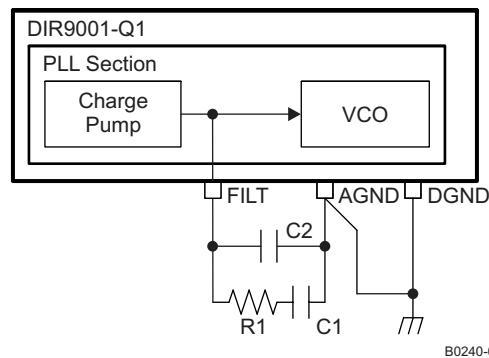 DIR9001-Q1
PLL Section
Charge
Pump
VCO
FILT
AGND
DGND
C2
R1
C1